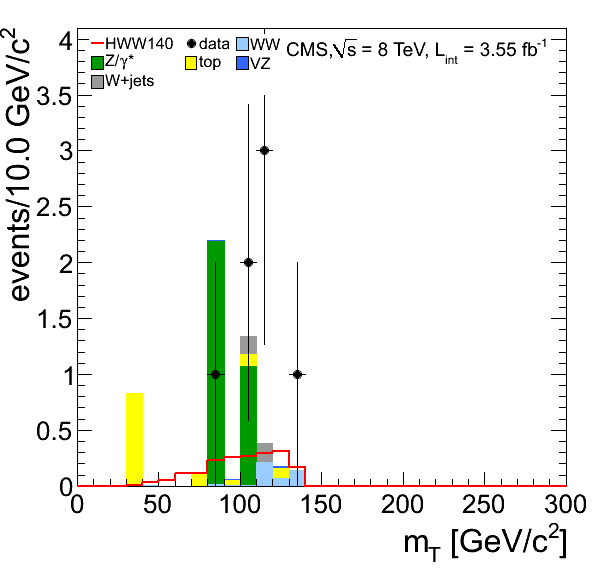 4
3.5
3
2.5
2
1.5
1
0.5
0
events/10.0 GeV/c²
HWW140
data
WW
Z/γ*
top
VZ
W+jets
CMS,√s = 8 TeV, L_int = 3.55 fb⁻¹
0 50 100 150 200 250 300
m_T [GeV/c²]